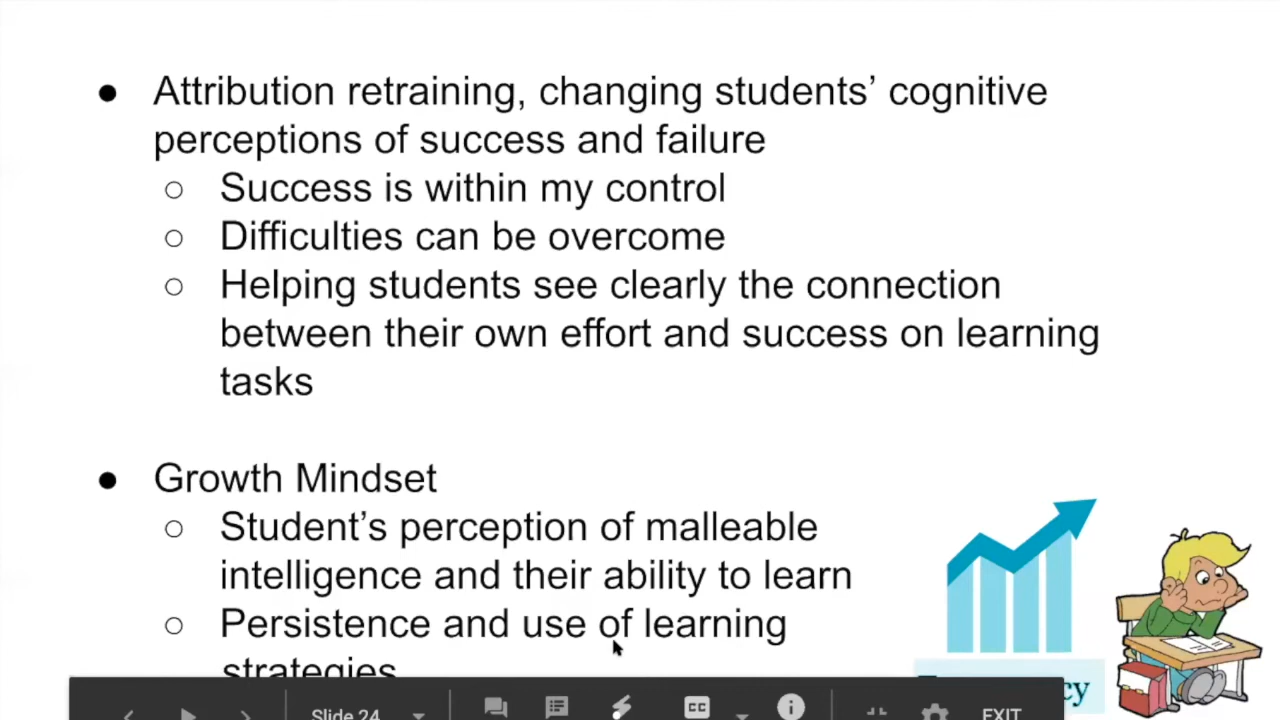 ● Attribution retraining, changing students’ cognitive
perceptions of success and failure
○ Success is within my control
○ Difficulties can be overcome
○ Helping students see clearly the connection
between their own effort and success on learning
tasks
● Growth Mindset
○ Student’s perception of malleable
intelligence and their ability to learn
○ Persistence and use of learning
strategies
Slide 24
CC
EXIT